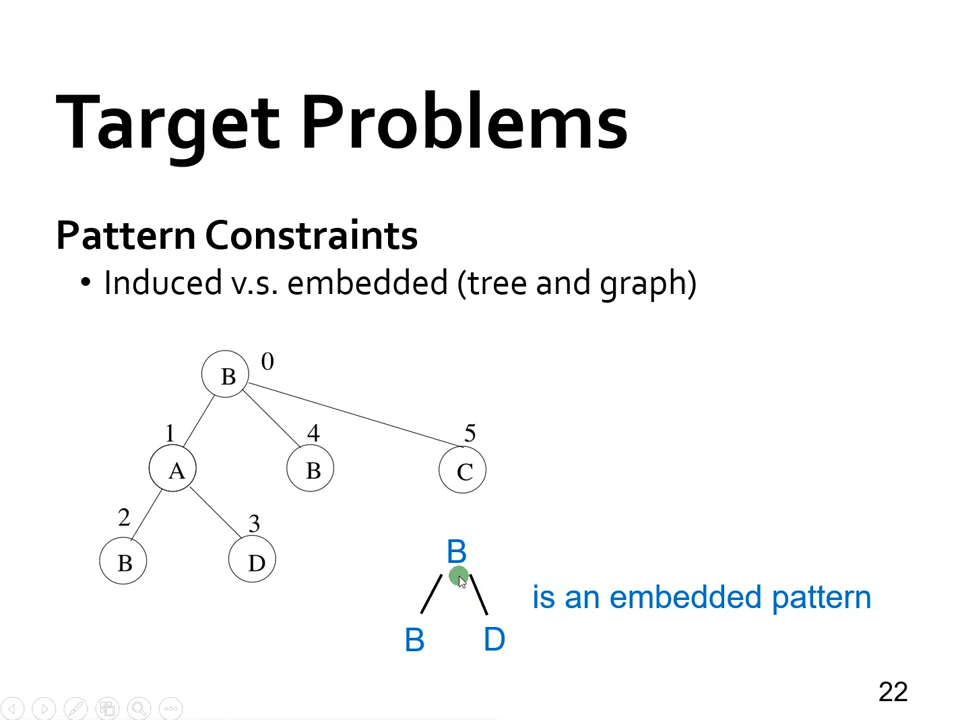 Target Problems
Pattern Constraints
• Induced v.s. embedded (tree and graph)
B 0
1 4 5
A B C
2 3
B D
B
is an embedded pattern
B D
22